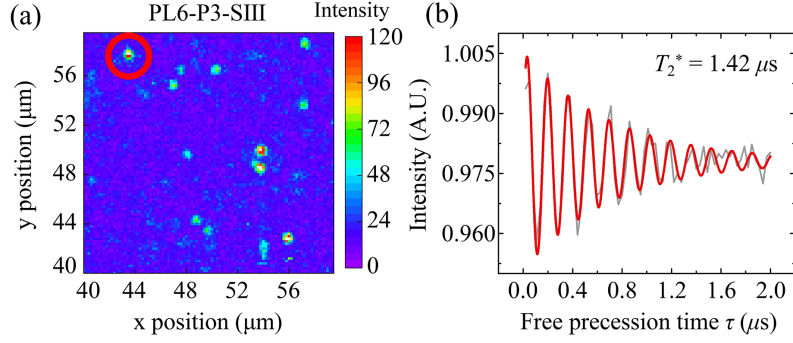 (a)
PL6-P3-SIII
Intensity
120
96
72
48
24
0
56
52
48
44
40
y position (μm)
40
48
52
56
x position (μm)
(b)
1.005
0.990
0.975
0.960
Intensity (A.U.)
T₂* = 1.42 μs
0.0 0.4 0.8 1.2 1.6 2.0
Free precession time τ (μs)